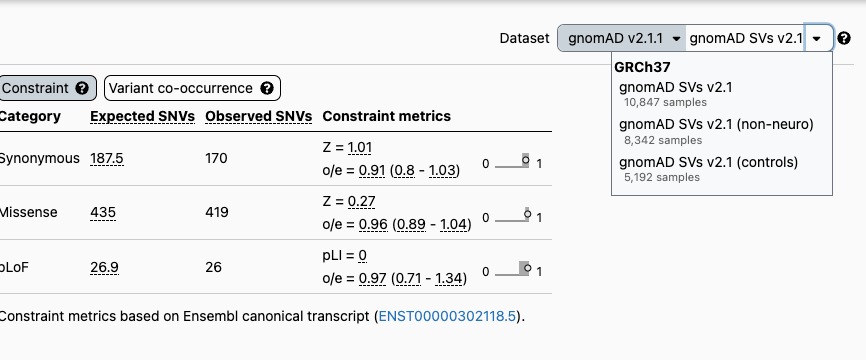 Dataset gnomAD v2.1.1 gnomAD SVs v2.1
GRCh37
gnomAD SVs v2.1
10,847 samples
gnomAD SVs v2.1 (non-neuro)
8,342 samples
gnomAD SVs v2.1 (controls)
5,192 samples
Constraint ? Variant co-occurrence ?
Category Expected SNVs Observed SNVs Constraint metrics
Synonymous 187.5 170 Z = 1.01
o/e = 0.91 (0.8 - 1.03) 0 1
Missense 435 419 Z = 0.27
o/e = 0.96 (0.89 - 1.04) 0 1
pLoF 26.9 26 pLI = 0
o/e = 0.97 (0.71 - 1.34) 0 1
Constraint metrics based on Ensembl canonical transcript (ENST00000302118.5).